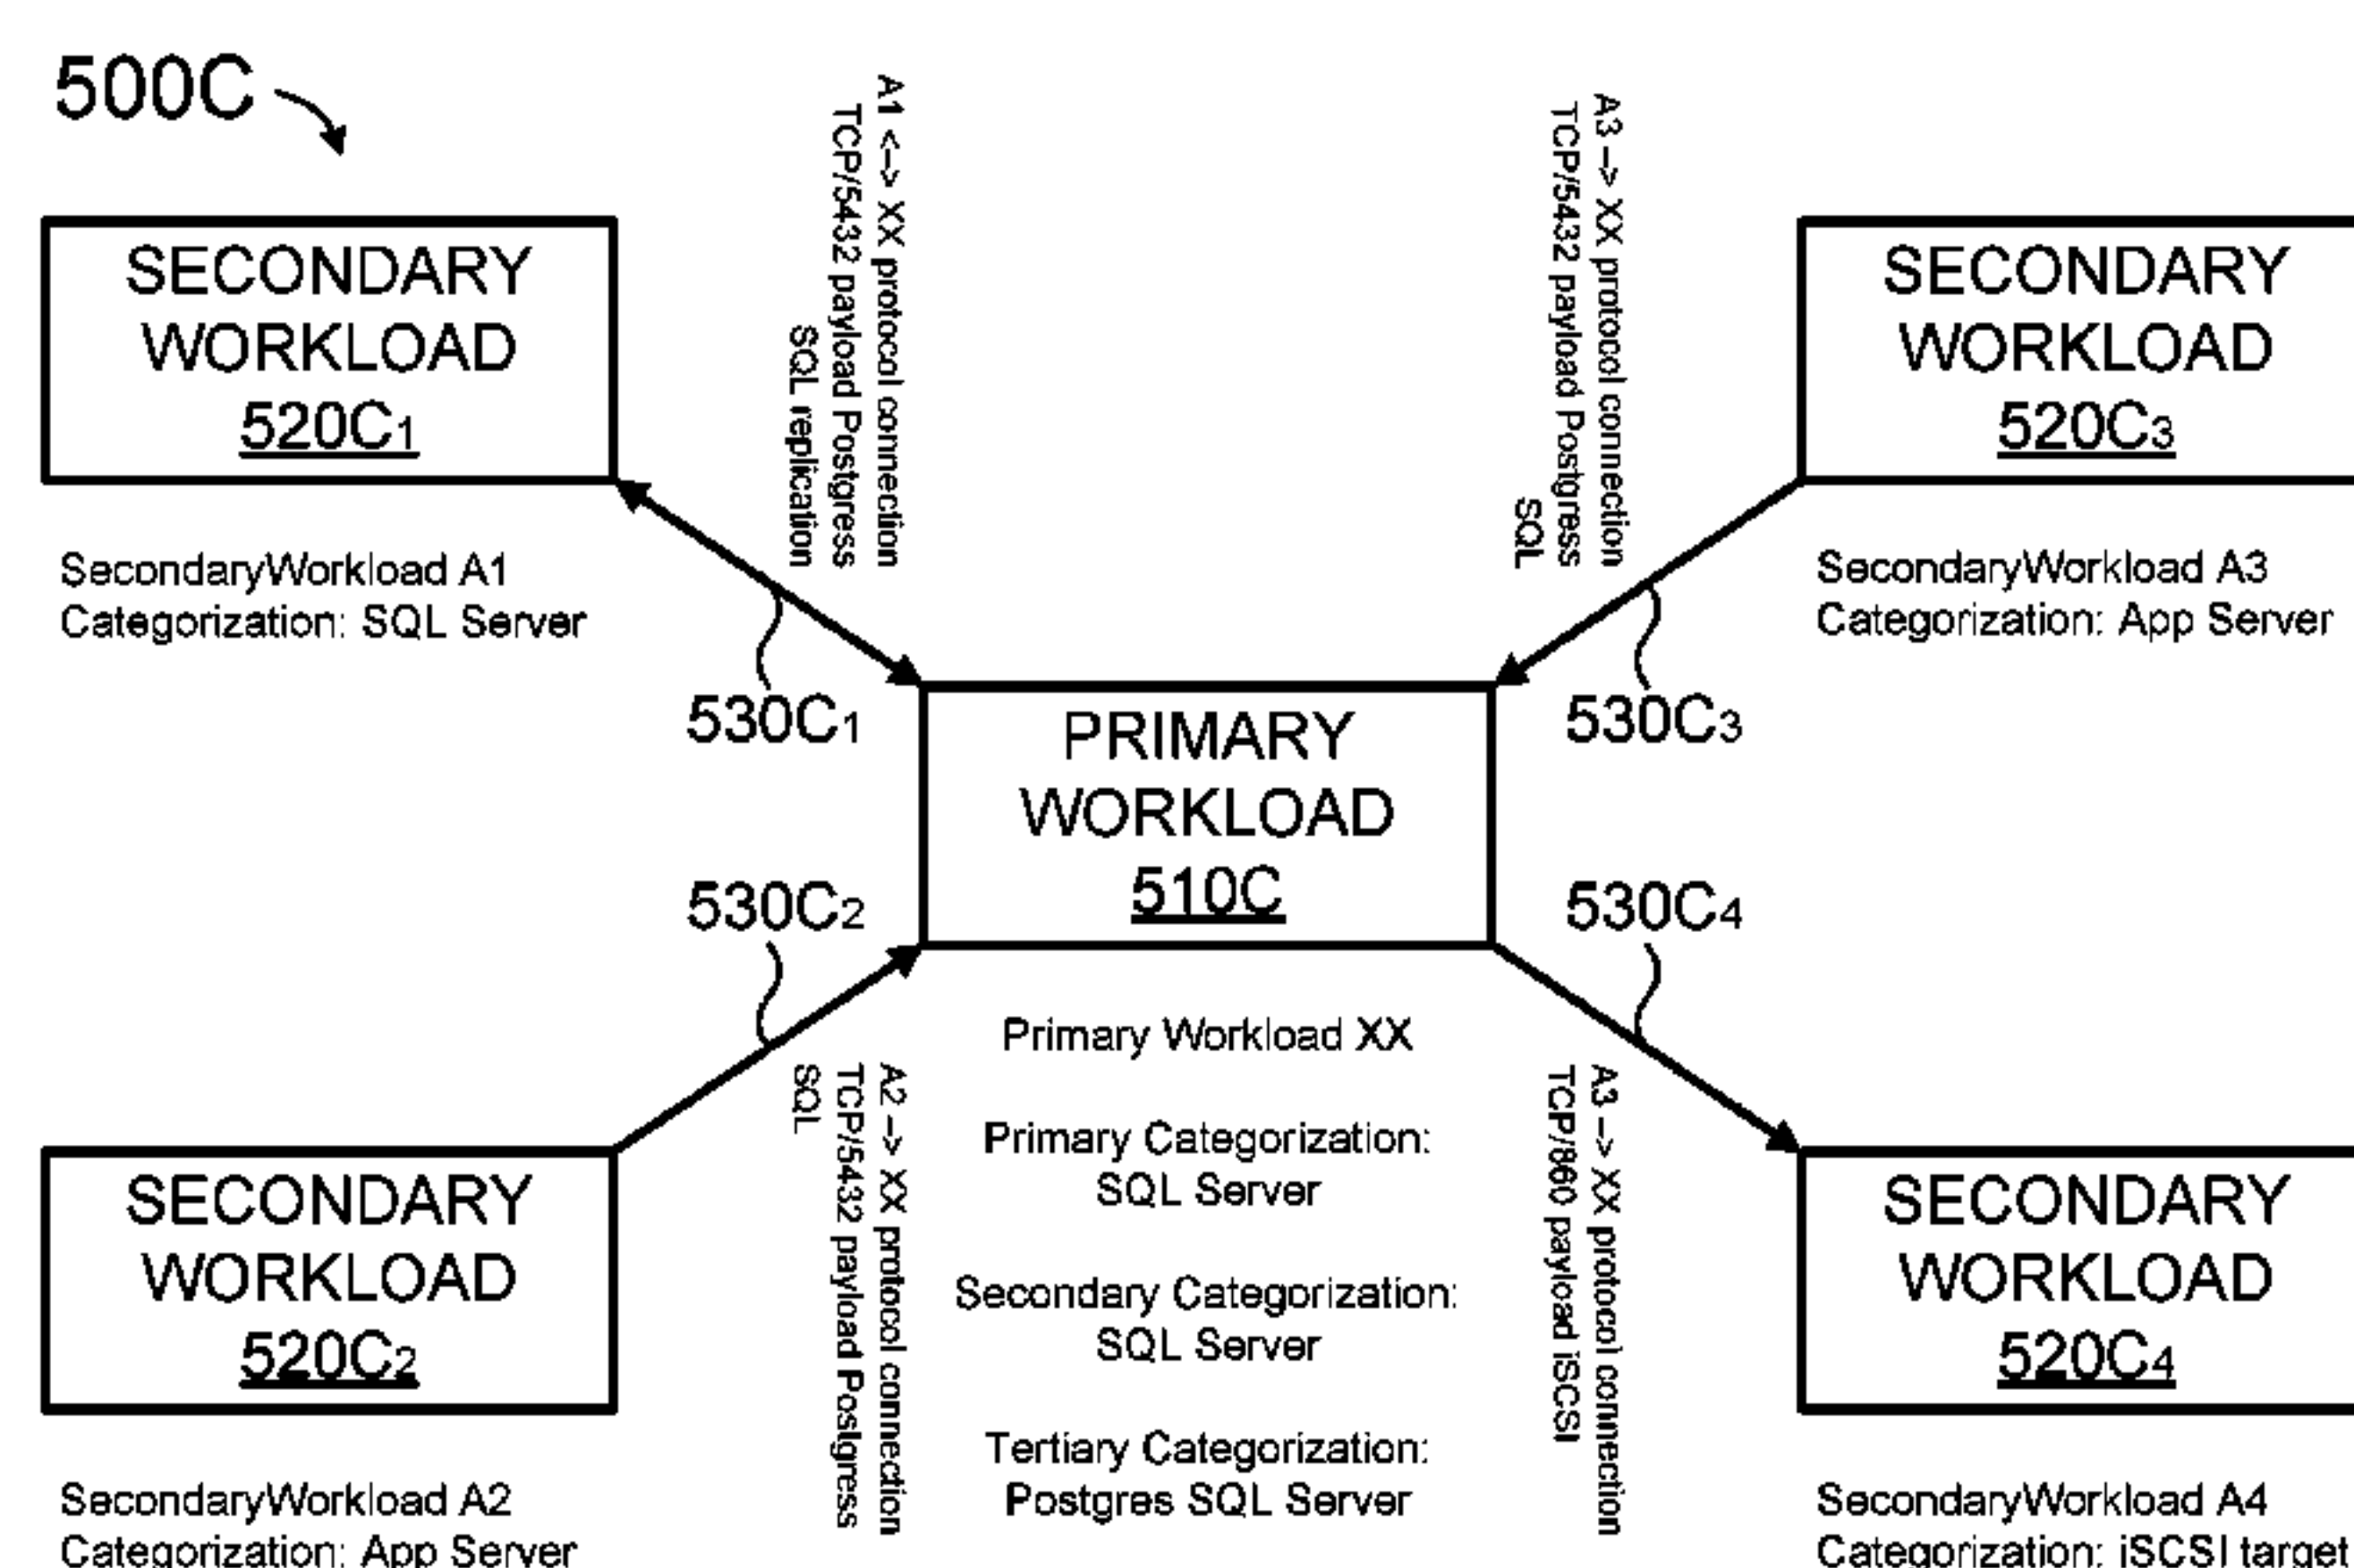 500C
A1 <--> XX protocol connection
TCP/5432 payload Postgress
SQL replication
A3 --> XX protocol connection
TCP/5432 payload Postgress
SQL
SECONDARY
WORKLOAD
520C1
SECONDARY
WORKLOAD
520C3
SecondaryWorkload A1
Categorization: SQL Server
SecondaryWorkload A3
Categorization: App Server
530C1
530C3
PRIMARY
WORKLOAD
510C
530C2
530C4
Primary Workload XX
Primary Categorization:
SQL Server
Secondary Categorization:
SQL Server
Tertiary Categorization:
Postgres SQL Server
A2 --> XX protocol connection
TCP/5432 payload Postgress
SQL
A3 --> XX protocol connection
TCP/860 payload iSCSI
SECONDARY
WORKLOAD
520C2
SECONDARY
WORKLOAD
520C4
SecondaryWorkload A2
Categorization: App Server
SecondaryWorkload A4
Categorization: iSCSI target